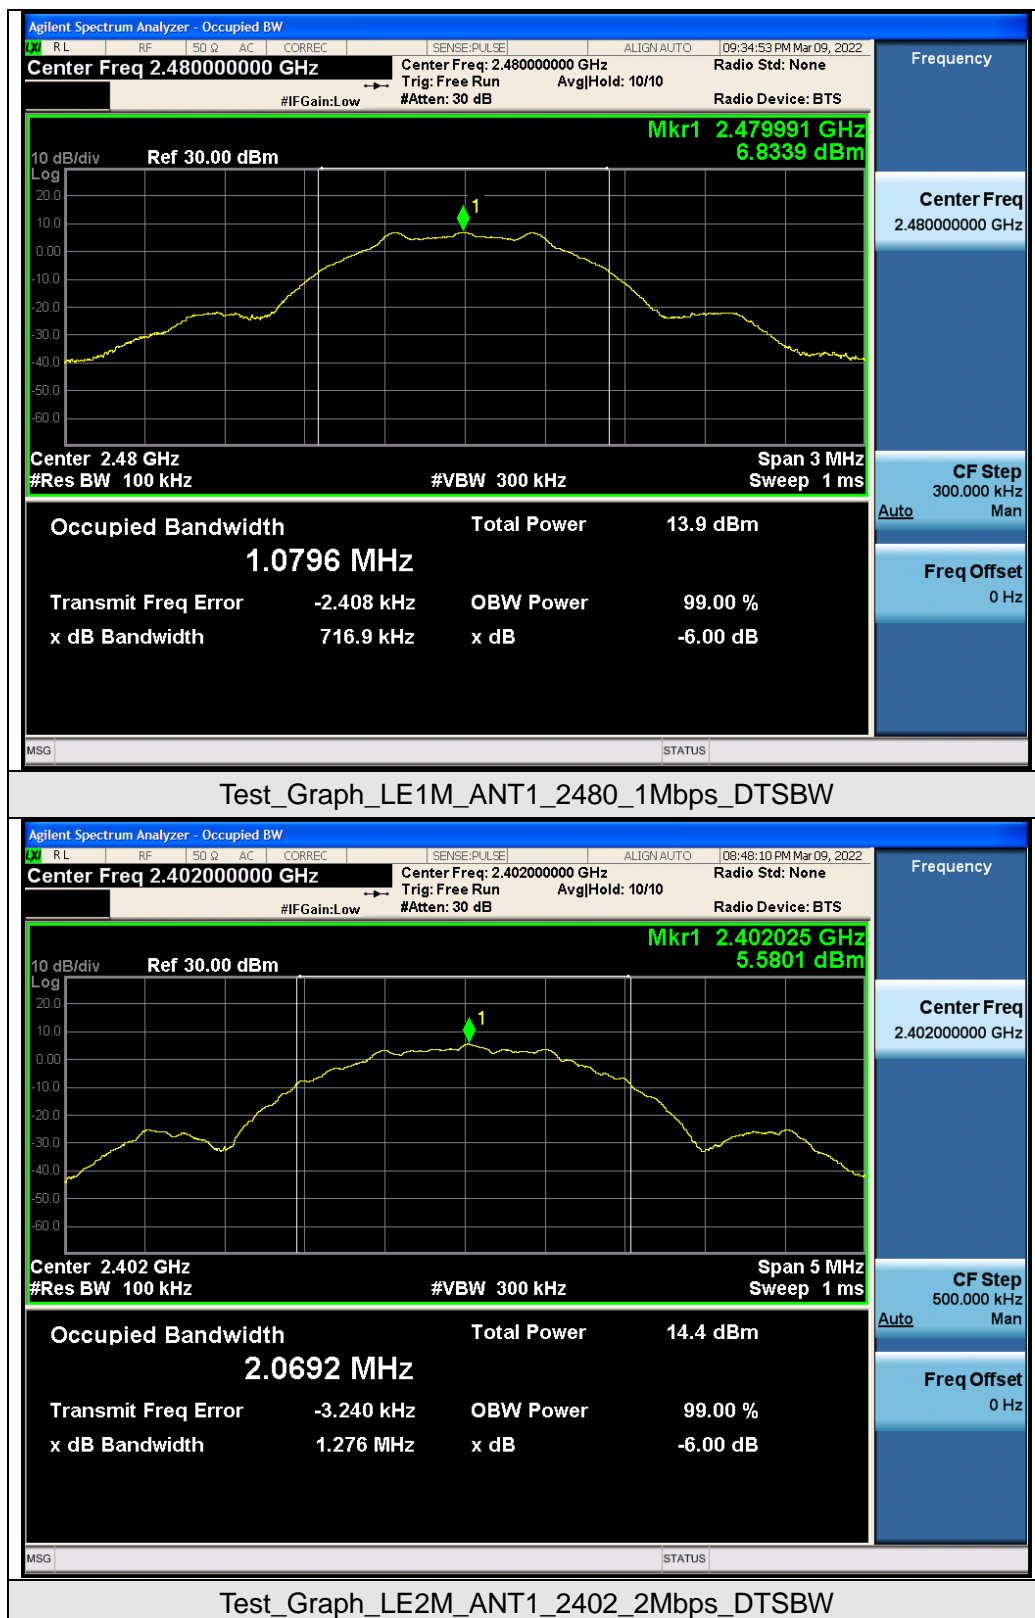 Agilent Spectrum Analyzer - Occupied BW
LXI RL RF 50 Ω AC CORREC SENSE:PULSE ALIGN AUTO 09:34:53 PM Mar 09, 2022
Center Freq 2.480000000 GHz Center Freq: 2.480000000 GHz Radio Std: None
Trig: Free Run Avg|Hold: 10/10
#IFGain:Low #Atten: 30 dB Radio Device: BTS
Frequency
Mkr1 2.479991 GHz
6.8339 dBm
10 dB/div Ref 30.00 dBm
Log
20.0
10.0
0.00
-10.0
-20.0
-30.0
-40.0
-50.0
-60.0
1
Center 2.48 GHz Span 3 MHz
#Res BW 100 kHz #VBW 300 kHz Sweep 1 ms
Center Freq
2.480000000 GHz
CF Step
300.000 kHz
Auto Man
Freq Offset
0 Hz
Occupied Bandwidth Total Power 13.9 dBm
1.0796 MHz
Transmit Freq Error -2.408 kHz OBW Power 99.00 %
x dB Bandwidth 716.9 kHz x dB -6.00 dB
MSG STATUS
Test_Graph_LE1M_ANT1_2480_1Mbps_DTSBW
Agilent Spectrum Analyzer - Occupied BW
LXI RL RF 50 Ω AC CORREC SENSE:PULSE ALIGN AUTO 08:48:10 PM Mar 09, 2022
Center Freq 2.402000000 GHz Center Freq: 2.402000000 GHz Radio Std: None
Trig: Free Run Avg|Hold: 10/10
#IFGain:Low #Atten: 30 dB Radio Device: BTS
Frequency
Mkr1 2.402025 GHz
5.5801 dBm
10 dB/div Ref 30.00 dBm
Log
20.0
10.0
0.00
-10.0
-20.0
-30.0
-40.0
-50.0
-60.0
1
Center 2.402 GHz Span 5 MHz
#Res BW 100 kHz #VBW 300 kHz Sweep 1 ms
Center Freq
2.402000000 GHz
CF Step
500.000 kHz
Auto Man
Freq Offset
0 Hz
Occupied Bandwidth Total Power 14.4 dBm
2.0692 MHz
Transmit Freq Error -3.240 kHz OBW Power 99.00 %
x dB Bandwidth 1.276 MHz x dB -6.00 dB
MSG STATUS
Test_Graph_LE2M_ANT1_2402_2Mbps_DTSBW